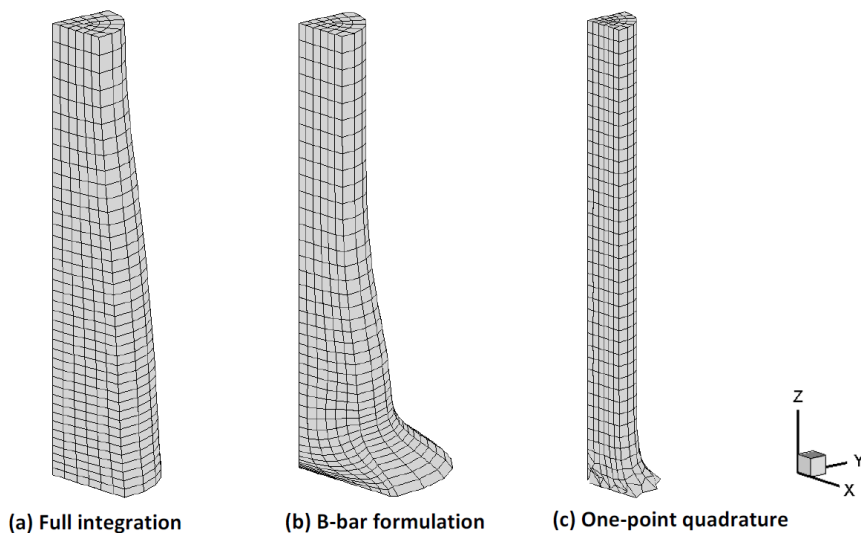 Z
Y
X
(a) Full integration
(b) B-bar formulation
(c) One-point quadrature